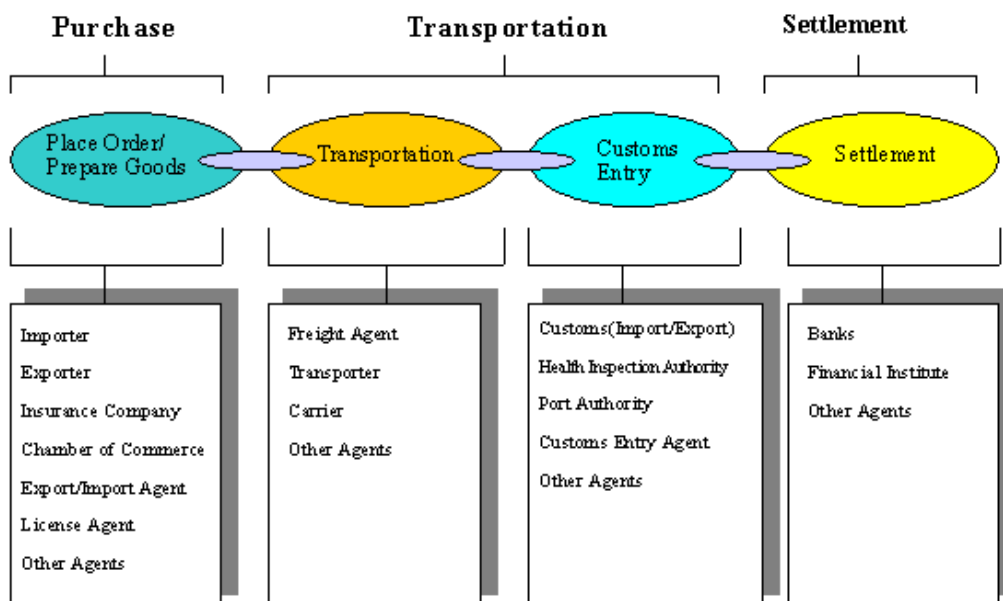 Purchase
Transportation
Settlement
Place Order/
Prepare Goods
Transportation
Customs
Entry
Settlement
Importer
Exporter
Insurance Company
Chamber of Commerce
Export/Import Agent
License Agent
Other Agents
Freight Agent
Transporter
Carrier
Other Agents
Customs(Import/Export)
Health Inspection Authority
Port Authority
Customs Entry Agent
Other Agents
Banks
Financial Institute
Other Agents